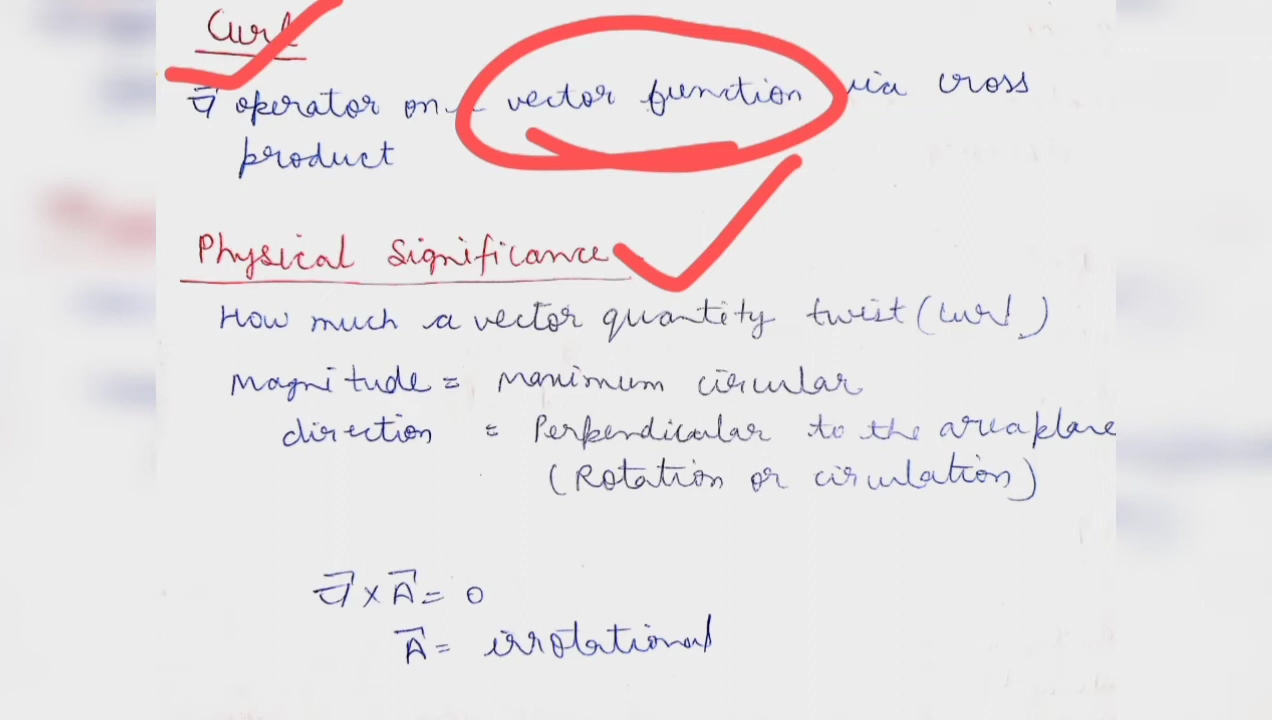 Curl
∇⃗ operator on a vector function via cross
product
Physical Significance
How much a vector quantity twist (curl)
Magnitude = Maximum circular
direction = Perpendicular to the area plane
(Rotation or circulation)
∇⃗ × A⃗ = 0
A⃗ = irrotational